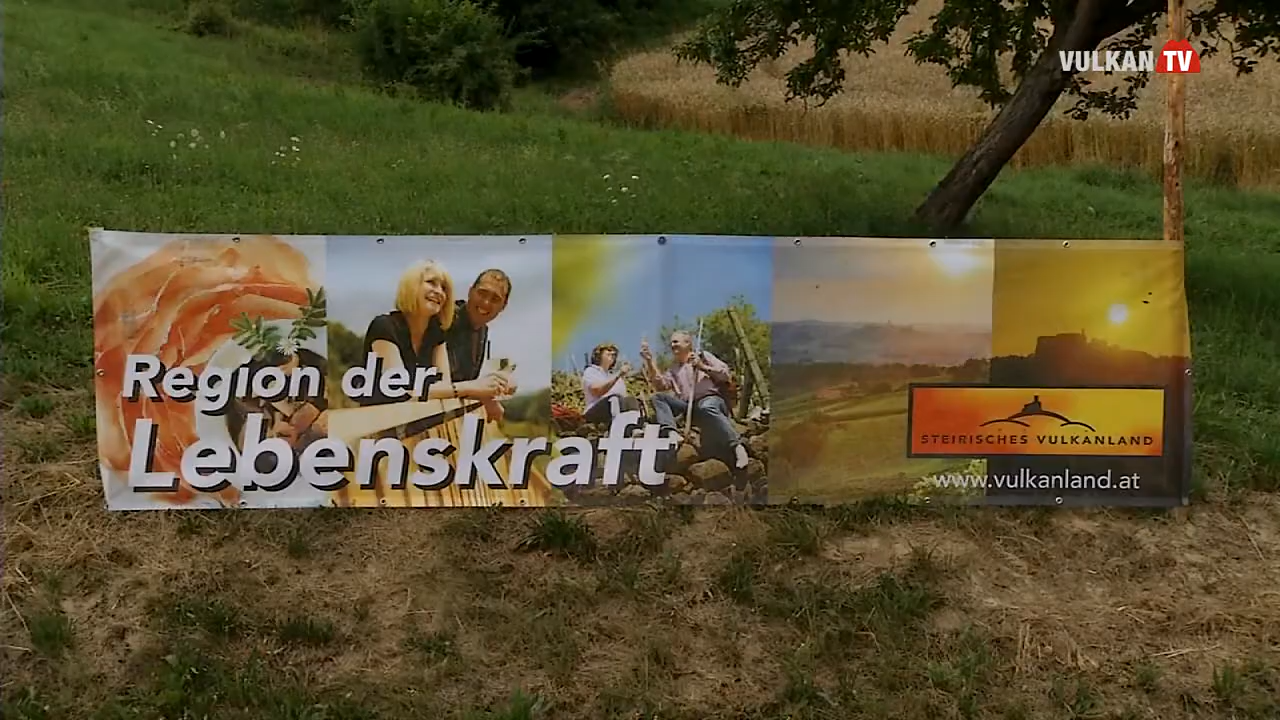 VULKAN TV
Region der
Lebenskraft
STEIRISCHES VULKANLAND
www.vulkanland.at